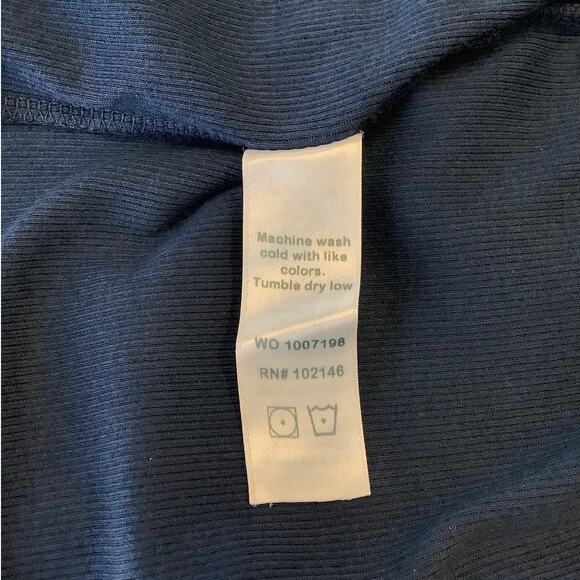 Machine wash
cold with like
colors.
Tumble dry low
WO 1007198
RN# 102146